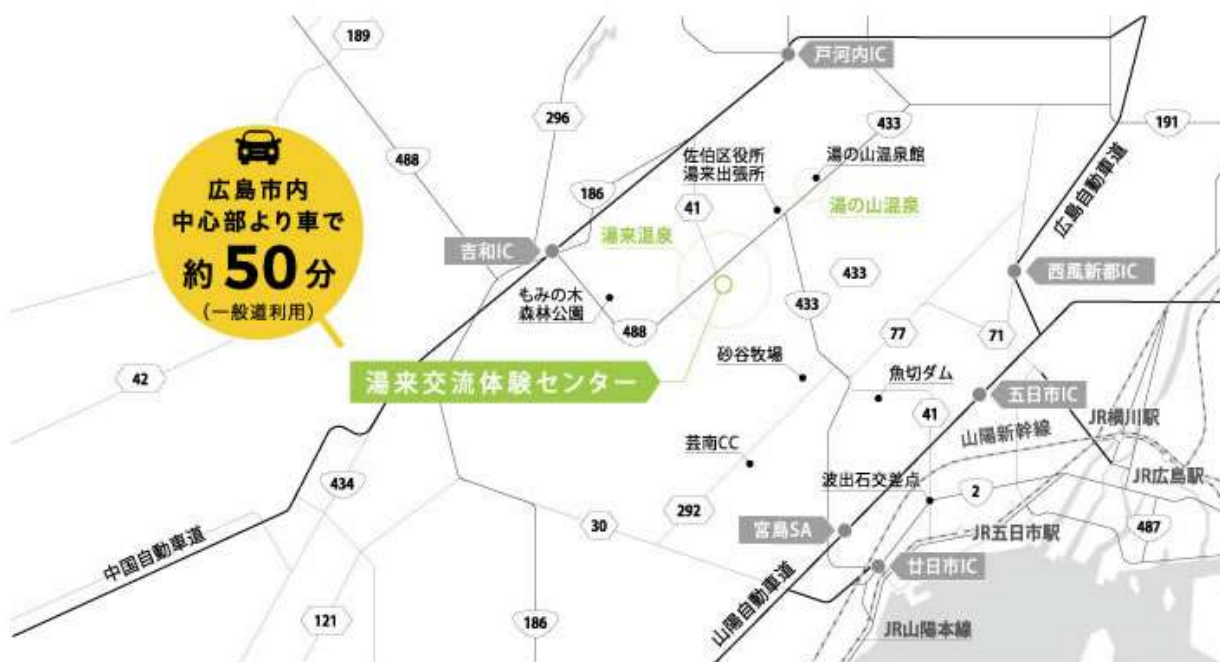 189
戸河内IC
296
433
191
488
佐伯区役所
湯来出張所
湯の山温泉館
広島市内
中心部より車で
約50分
(一般道利用)
186
41
湯の山温泉
広島自動車道
湯来温泉
吉和IC
433
西風新都IC
もみの木
森林公園
433
488
77
71
砂谷牧場
42
湯来交流体験センター
魚切ダム
五日市IC
41
JR横川駅
山陽新幹線
芸南CC
JR広島駅
434
波出石交差点
2
292
30
宮島SA
487
JR五日市駅
中国自動車道
廿日市IC
山陽自動車道
121
186
JR山陽本線